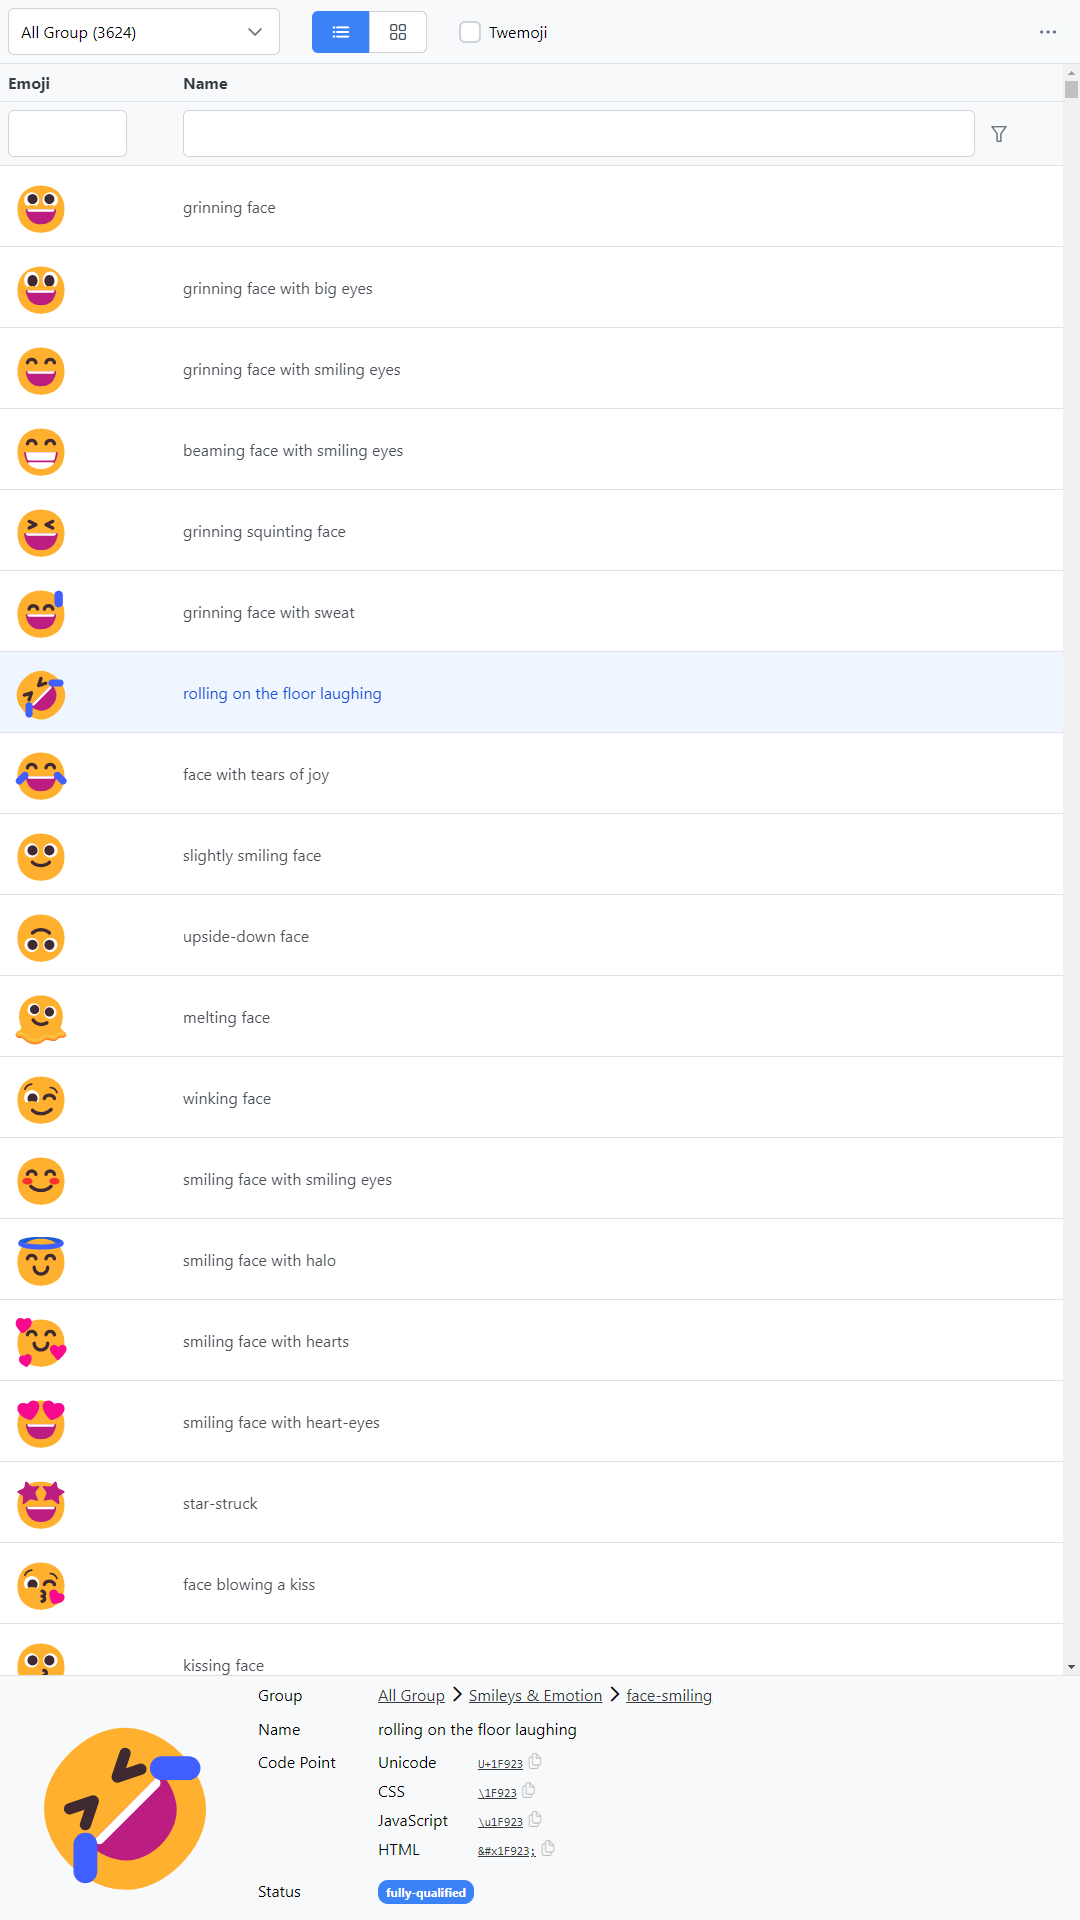 All Group (3624)
Twemoji
Emoji Name
grinning face
grinning face with big eyes
grinning face with smiling eyes
beaming face with smiling eyes
grinning squinting face
grinning face with sweat
rolling on the floor laughing
face with tears of joy
slightly smiling face
upside-down face
melting face
winking face
smiling face with smiling eyes
smiling face with halo
smiling face with hearts
smiling face with heart-eyes
star-struck
face blowing a kiss
kissing face
Group All Group Smileys & Emotion face-smiling
Name rolling on the floor laughing
Code Point Unicode U+1F923
CSS \1F923
JavaScript \u1F923
HTML &#x1F923;
Status fully-qualified